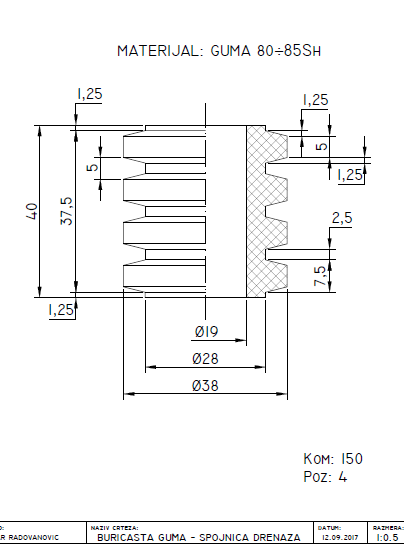 MATERIJAL: GUMA 80÷85SH
1,25
1,25
5
1,25
5
40
37,5
2,5
7,5
1,25
Ø19
Ø28
Ø38
KOM: 150
POZ: 4
NAZIV CRTEZA:
DATUM:
RAZMERA:
RADOVANOVIC
BURICASTA GUMA - SPOJNICA DRENAZA
12.09.2017
1:0.5